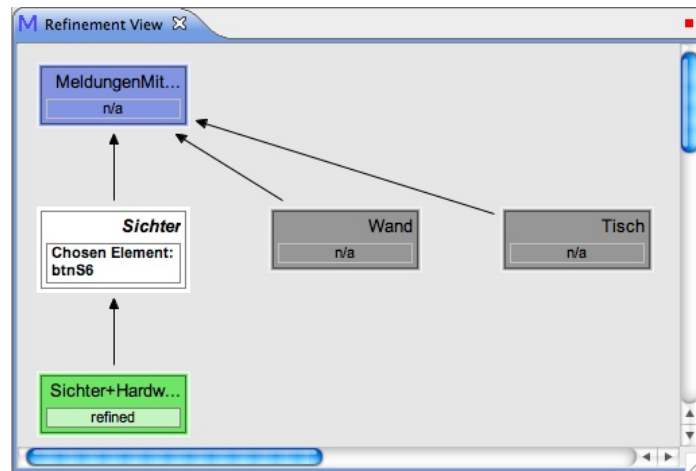 M Refinement View
MeldungenMit...
n/a
Sichter
Chosen Element:
btnS6
Wand
n/a
Tisch
n/a
Sichter+Hardw...
refined